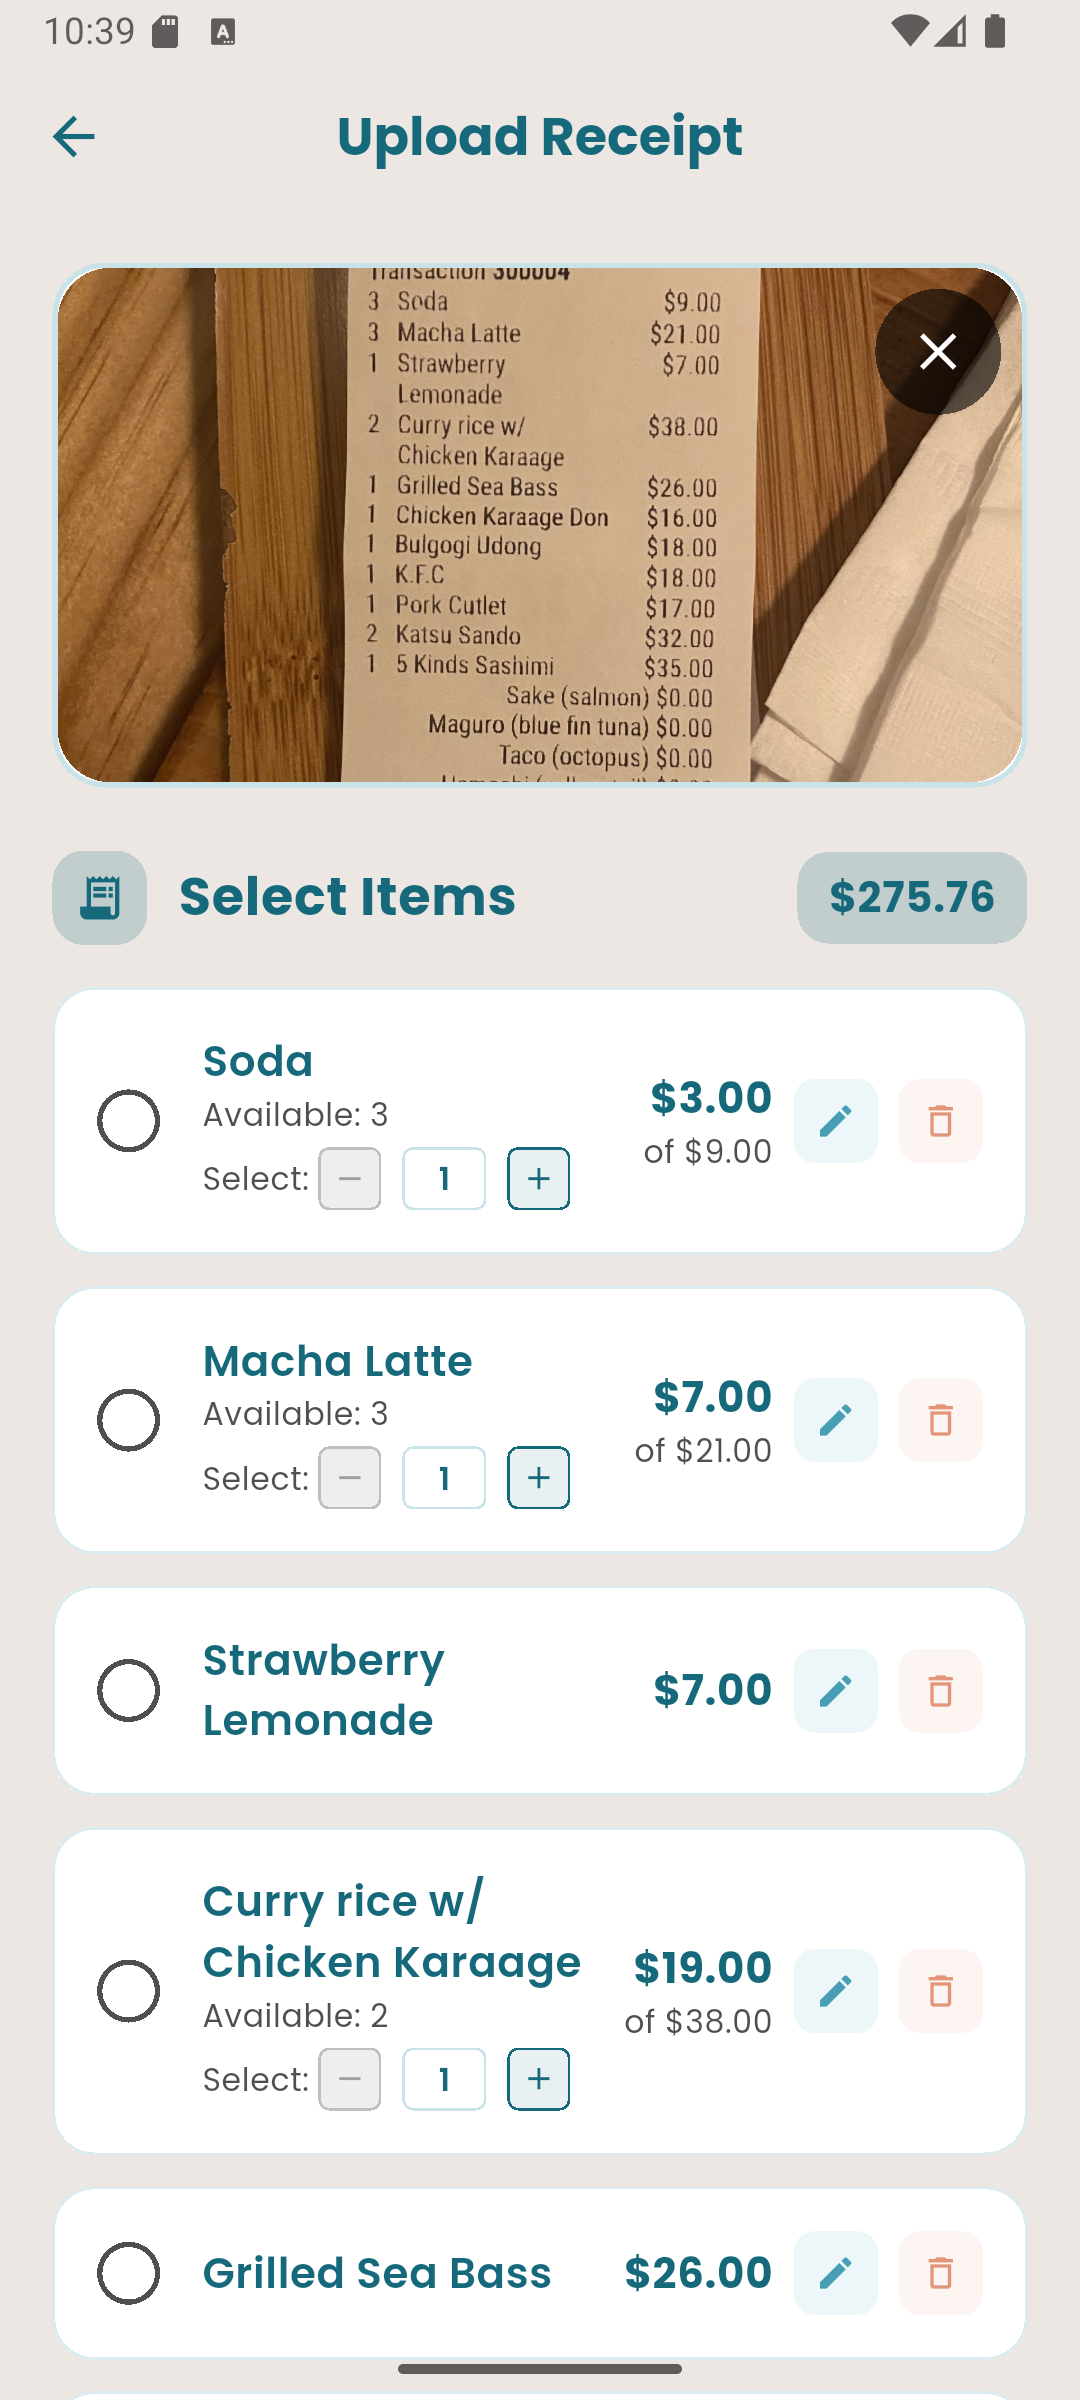 10:39
Upload Receipt
Transaction 300004
3 Soda $9.00
3 Macha Latte $21.00
1 Strawberry $7.00
Lemonade
2 Curry rice w/ $38.00
Chicken Karaage
1 Grilled Sea Bass $26.00
1 Chicken Karaage Don $16.00
1 Bulgogi Udong $18.00
1 K.F.C $18.00
1 Pork Cutlet $17.00
2 Katsu Sando $32.00
1 5 Kinds Sashimi $35.00
Sake (salmon) $0.00
Maguro (blue fin tuna) $0.00
Taco (octopus) $0.00
Select Items $275.76
Soda
Available: 3
$3.00
of $9.00
Select: − 1 +
Macha Latte
Available: 3
$7.00
of $21.00
Select: − 1 +
Strawberry
Lemonade
$7.00
Curry rice w/
Chicken Karaage
Available: 2
$19.00
of $38.00
Select: − 1 +
Grilled Sea Bass $26.00